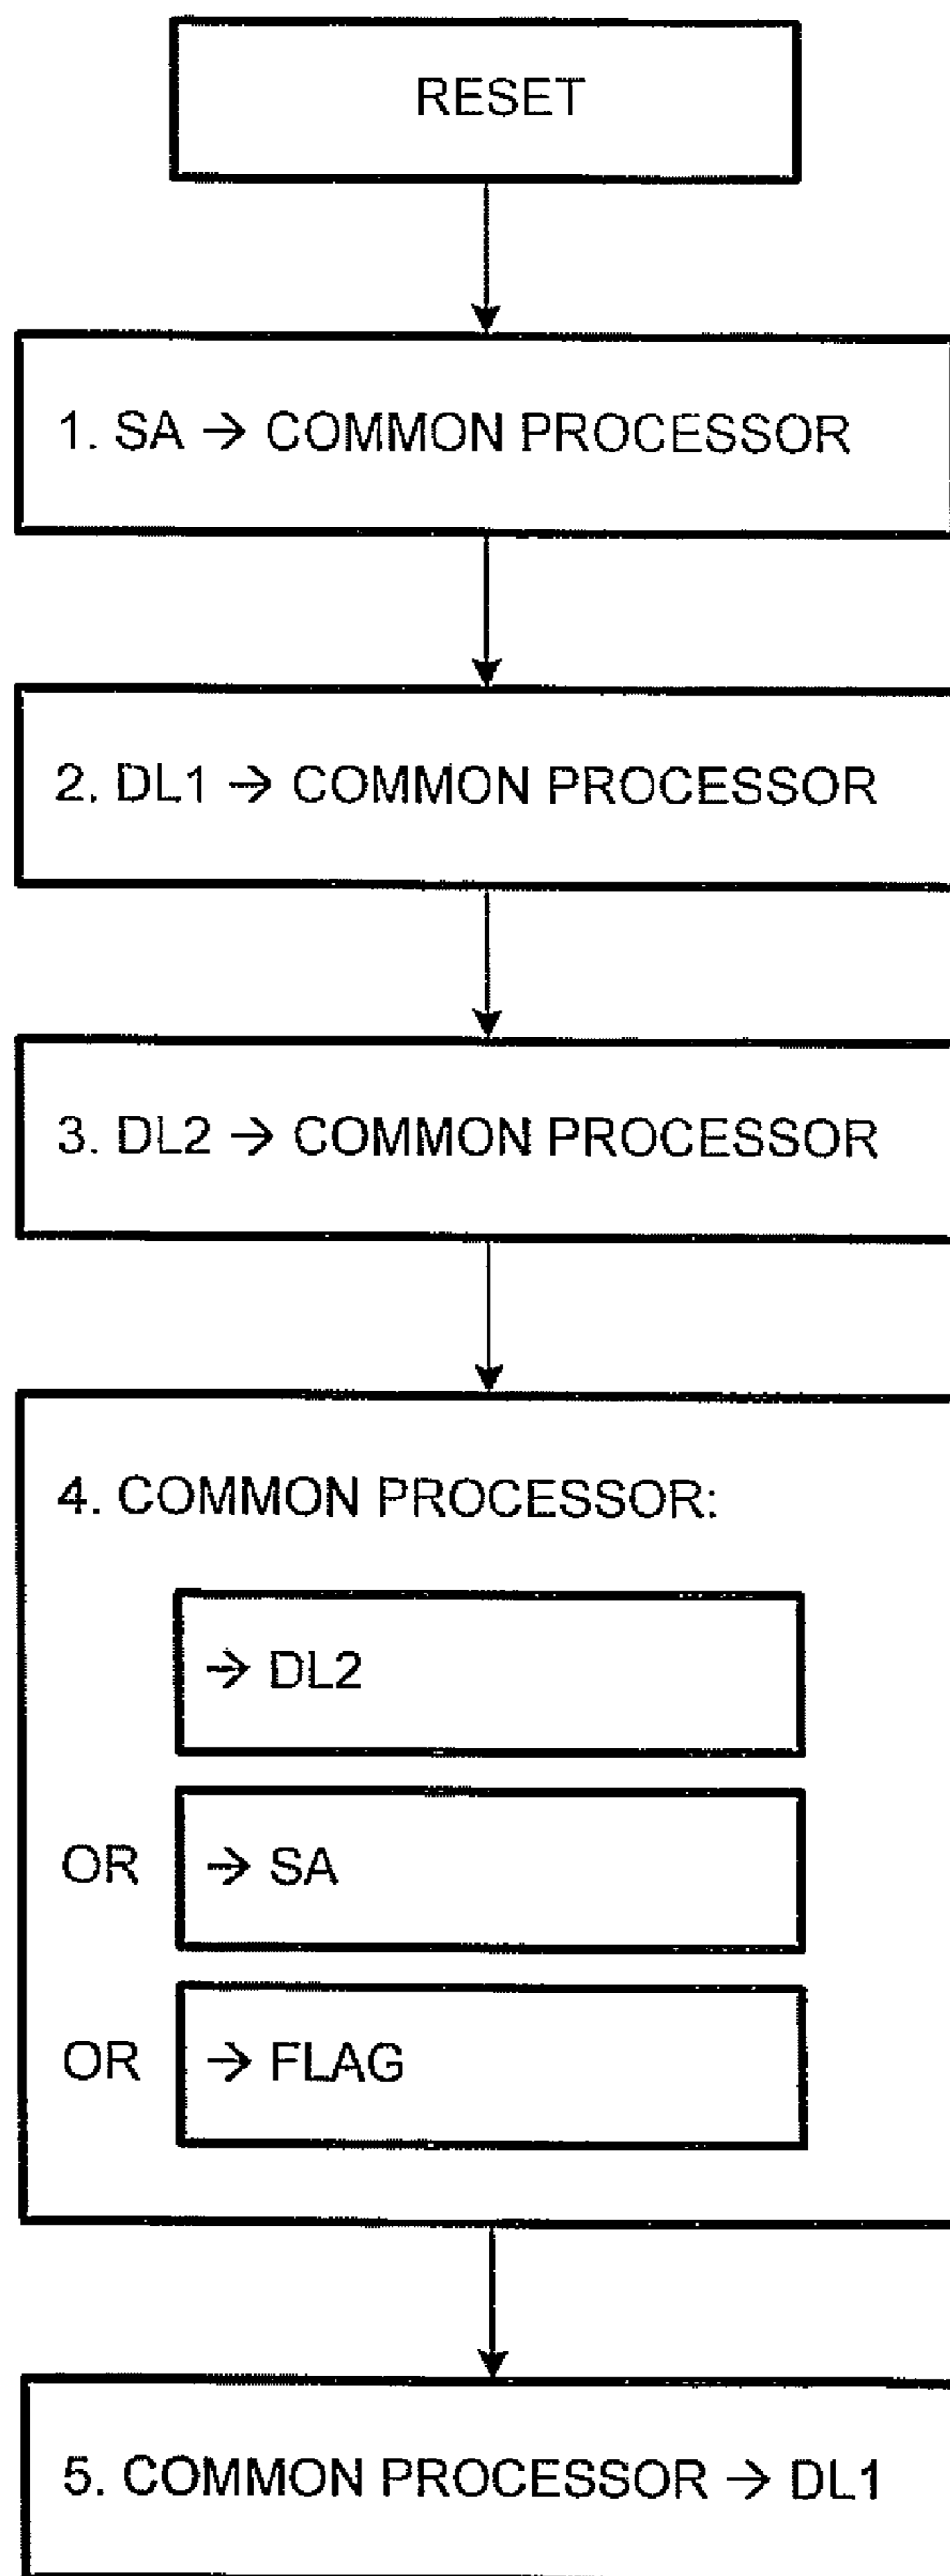 RESET
1. SA → COMMON PROCESSOR
2. DL1 → COMMON PROCESSOR
3. DL2 → COMMON PROCESSOR
4. COMMON PROCESSOR:
→ DL2
OR → SA
OR → FLAG
5. COMMON PROCESSOR → DL1